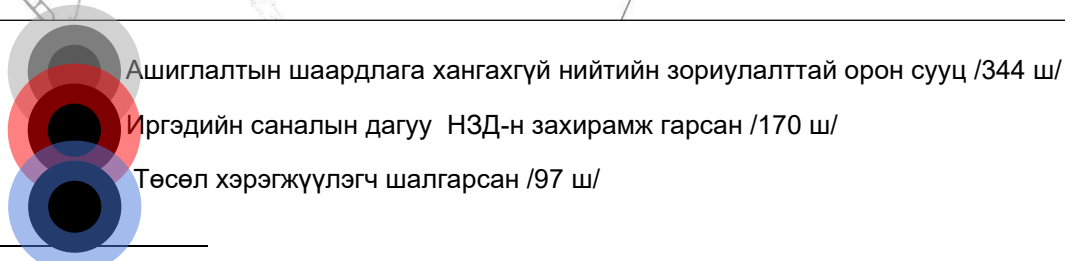 Ашиглалтын шаардлага хангахгүй нийтийн зориулалттай орон сууц /344 ш/
Иргэдийн саналын дагуу НЗД-н захирамж гарсан /170 ш/
Төсөл хэрэгжүүлэгч шалгарсан /97 ш/